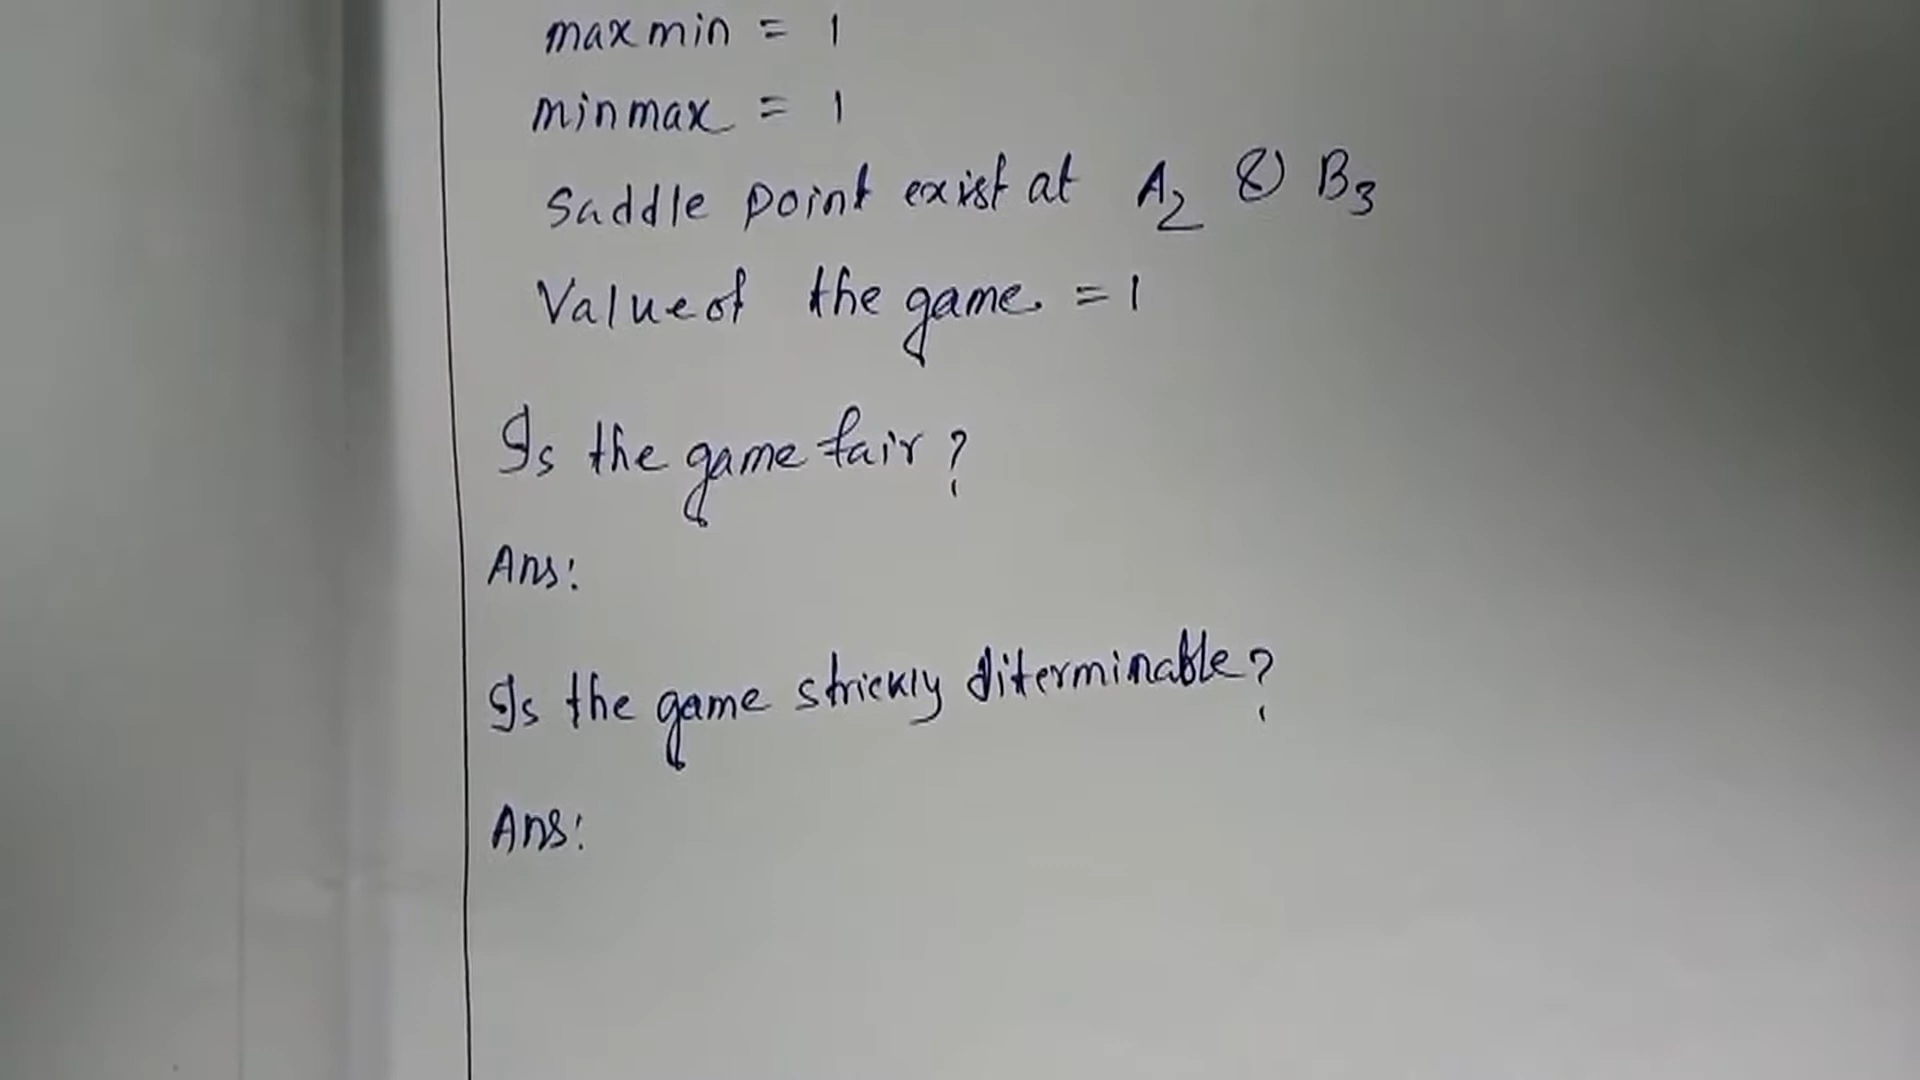 maxmin = 1
minmax = 1
Saddle point exist at A₂ & B₃
Value of the game = 1
Is the game fair?
Ans:
Is the game strickly diterminable?
Ans: